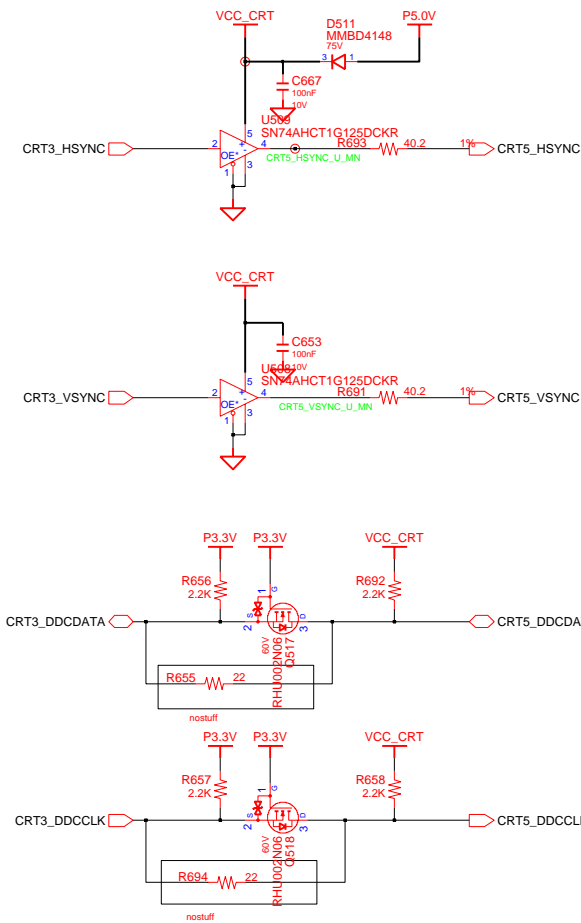 VCC_CRT
D511
MMBD4148
75V
P5.0V
3
1
C667
100nF
10V
U509
SN74AHCT1G125DCKR
CRT3_HSYNC
2
5
+
-
4
OE*
1
3
R693
40.2
1%
CRT5_HSYNC_U_MN
CRT5_HSYNC
VCC_CRT
C653
100nF
10V
U508
SN74AHCT1G125DCKR
CRT3_VSYNC
2
5
+
-
4
OE*
1
3
R691
40.2
1%
CRT5_VSYNC_U_MN
CRT5_VSYNC
P3.3V
P3.3V
VCC_CRT
R656
2.2K
1
G
R692
2.2K
CRT3_DDCDATA
2
S
3
D
CRT5_DDCDA
60V
RHU002N06
Q517
R655
22
nostuff
P3.3V
P3.3V
VCC_CRT
R657
2.2K
1
G
R658
2.2K
CRT3_DDCCLK
2
S
3
D
CRT5_DDCCL
60V
RHU002N06
Q518
R694
22
nostuff